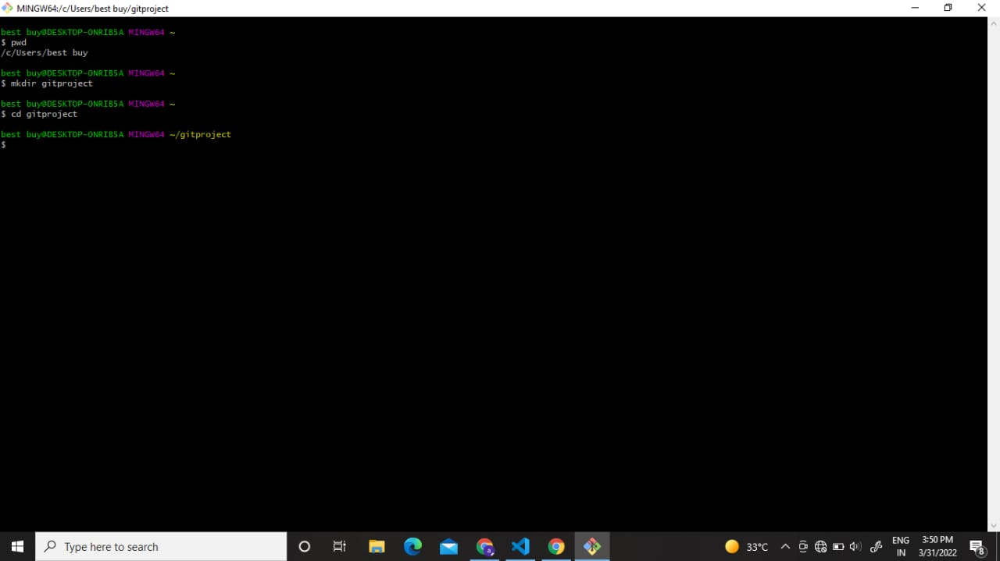 MINGW64:/c/Users/best buy/gitproject
best buy@DESKTOP-ONRIB5A MINGW64 ~
$ pwd
/c/Users/best buy
best buy@DESKTOP-ONRIB5A MINGW64 ~
$ mkdir gitproject
best buy@DESKTOP-ONRIB5A MINGW64 ~
$ cd gitproject
best buy@DESKTOP-ONRIB5A MINGW64 ~/gitproject
$
Type here to search
a
33°C
ENG
IN
3:50 PM
3/31/2022
8